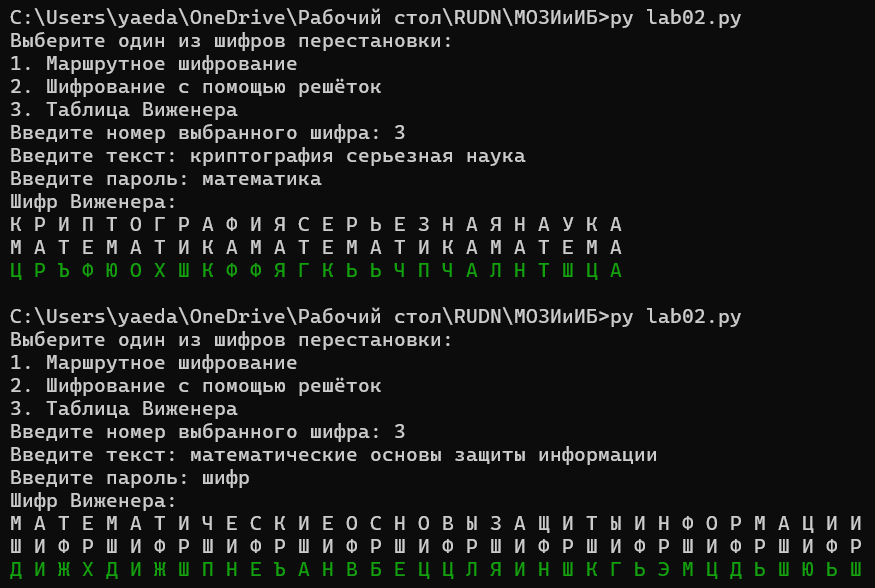 C:\Users\yaeda\OneDrive\Рабочий стол\RUDN\МОЗИиИБ>py lab02.py
Выберите один из шифров перестановки:
1. Маршрутное шифрование
2. Шифрование с помощью решёток
3. Таблица Виженера
Введите номер выбранного шифра: 3
Введите текст: криптография серьезная наука
Введите пароль: математика
Шифр Виженера:
К Р И П Т О Г Р А Ф И Я С Е Р Ь Е З Н А Я Н А У К А
М А Т Е М А Т И К А М А Т Е М А Т И К А М А Т Е М А
Ц Р Ъ Ф Ю О Х Ш К Ф Ф Я Г К Ь Ь Ч П Ч А Л Н Т Ш Ц А
C:\Users\yaeda\OneDrive\Рабочий стол\RUDN\МОЗИиИБ>py lab02.py
Выберите один из шифров перестановки:
1. Маршрутное шифрование
2. Шифрование с помощью решёток
3. Таблица Виженера
Введите номер выбранного шифра: 3
Введите текст: математические основы защиты информации
Введите пароль: шифр
Шифр Виженера:
М А Т Е М А Т И Ч Е С К И Е О С Н О В Ы З А Щ И Т Ы И Н Ф О Р М А Ц И И
Ш И Ф Р Ш И Ф Р Ш И Ф Р Ш И Ф Р Ш И Ф Р Ш И Ф Р Ш И Ф Р Ш И Ф Р Ш И Ф Р
Д И Ж Х Д И Ж Ш П Н Е Ъ А Н В Б Е Ц Ц Л Я И Н Ш К Г Ь Э М Ц Д Ь Ш Ю Ь Ш